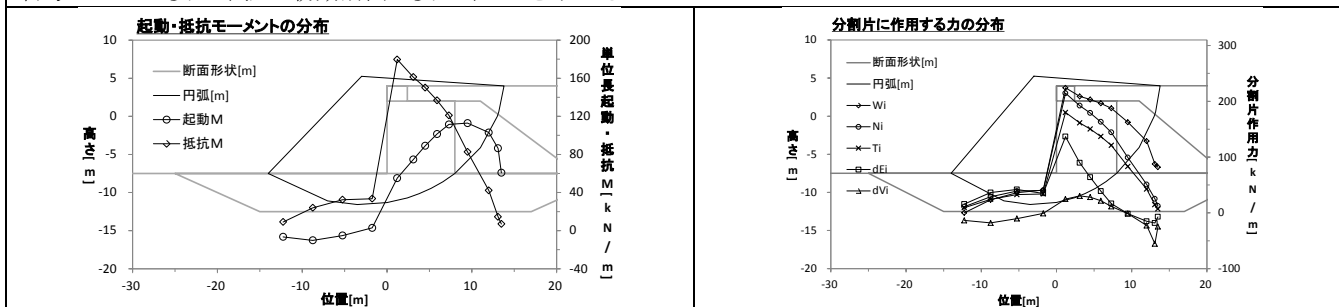 起動・抵抗モーメントの分布
10
5
0
-5
-10
-15
-20
高さ[m]
断面形状[m]
円弧[m]
起動M
抵抗M
200
160
120
80
40
0
-40
単位長起動・抵抗M[kN/m]
-30
-20
-10
0
10
20
位置[m]
分割片に作用する力の分布
10
5
0
-5
-10
-15
-20
高さ[m]
断面形状[m]
円弧[m]
Wi
Ni
Ti
dEi
dVi
300
200
100
0
-100
分割片作用力[kN/m]
-30
-20
-10
0
10
20
位置[m]